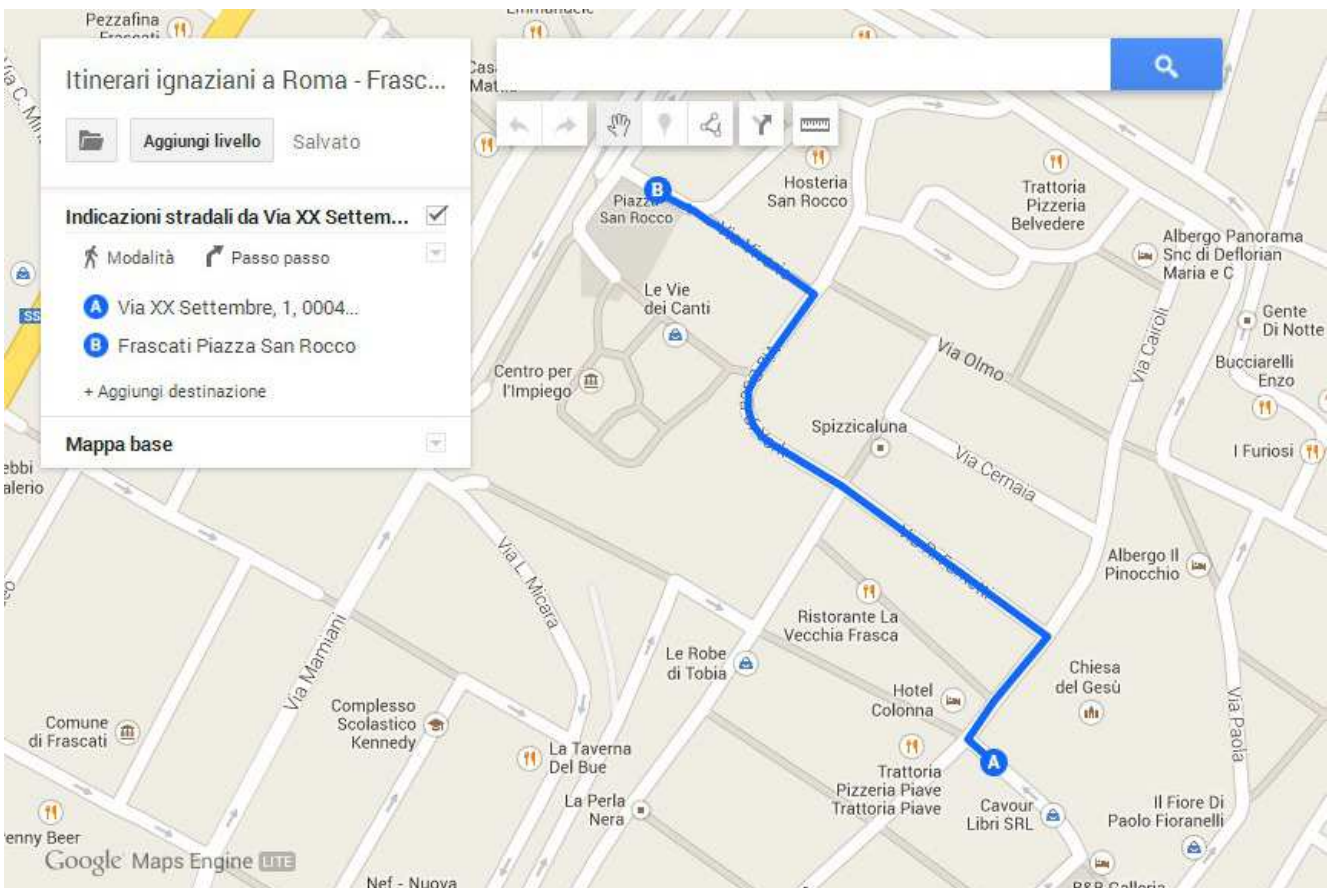 Pezzafina
Frascati
Emmanuele
Itinerari ignaziani a Roma - Frasc...
Aggiungi livello
Salvato
Indicazioni stradali da Via XX Settem...
Modalità
Passo passo
A
Via XX Settembre, 1, 0004...
B
Frascati Piazza San Rocco
+ Aggiungi destinazione
Mappa base
B
Piazza
San Rocco
Hosteria
San Rocco
Trattoria
Pizzeria
Belvedere
Albergo Panorama
Snc di Deflorian
Maria e C
Gente
Di Notte
Bucciarelli
Enzo
I Furiosi
Le Vie
dei Canti
Centro per
l'Impiego
Via Olmo
Via Cairoli
Spizzicaluna
Via Cernaia
Albergo Il
Pinocchio
Via L. Micara
Via Mamiani
Ristorante La
Vecchia Frasca
Le Robe
di Tobia
Chiesa
del Gesù
Hotel
Colonna
Via Paola
A
Comune
di Frascati
Complesso
Scolastico
Kennedy
La Taverna
Del Bue
Trattoria
Pizzeria Piave
Trattoria Piave
La Perla
Nera
Cavour
Libri SRL
Il Fiore Di
Paolo Fioranelli
enny Beer
Google Maps Engine LITE
Nef - Nuova
B&B Galleria